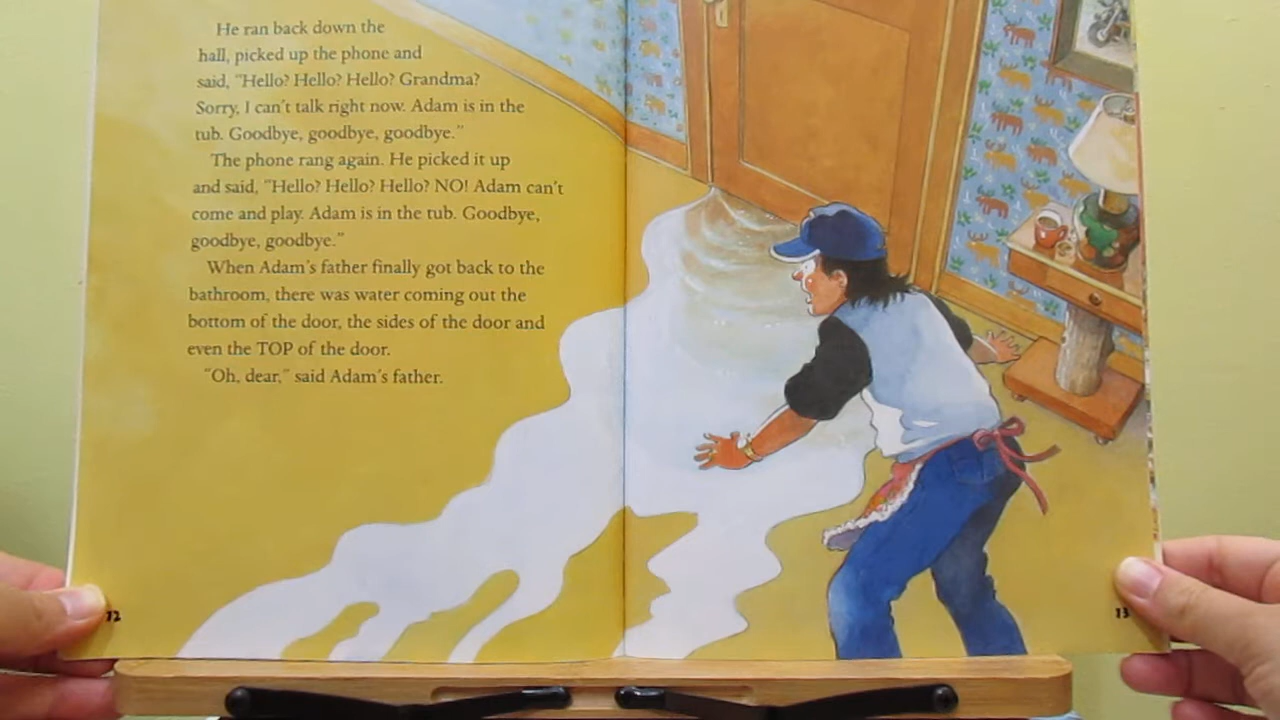 He ran back down the
hall, picked up the phone and
said, “Hello? Hello? Hello? Grandma?
Sorry, I can’t talk right now. Adam is in the
tub. Goodbye, goodbye, goodbye.”
The phone rang again. He picked it up
and said, “Hello? Hello? Hello? NO! Adam can’t
come and play. Adam is in the tub. Goodbye,
goodbye, goodbye.”
When Adam’s father finally got back to the
bathroom, there was water coming out the
bottom of the door, the sides of the door and
even the TOP of the door.
“Oh, dear,” said Adam’s father.
12
13